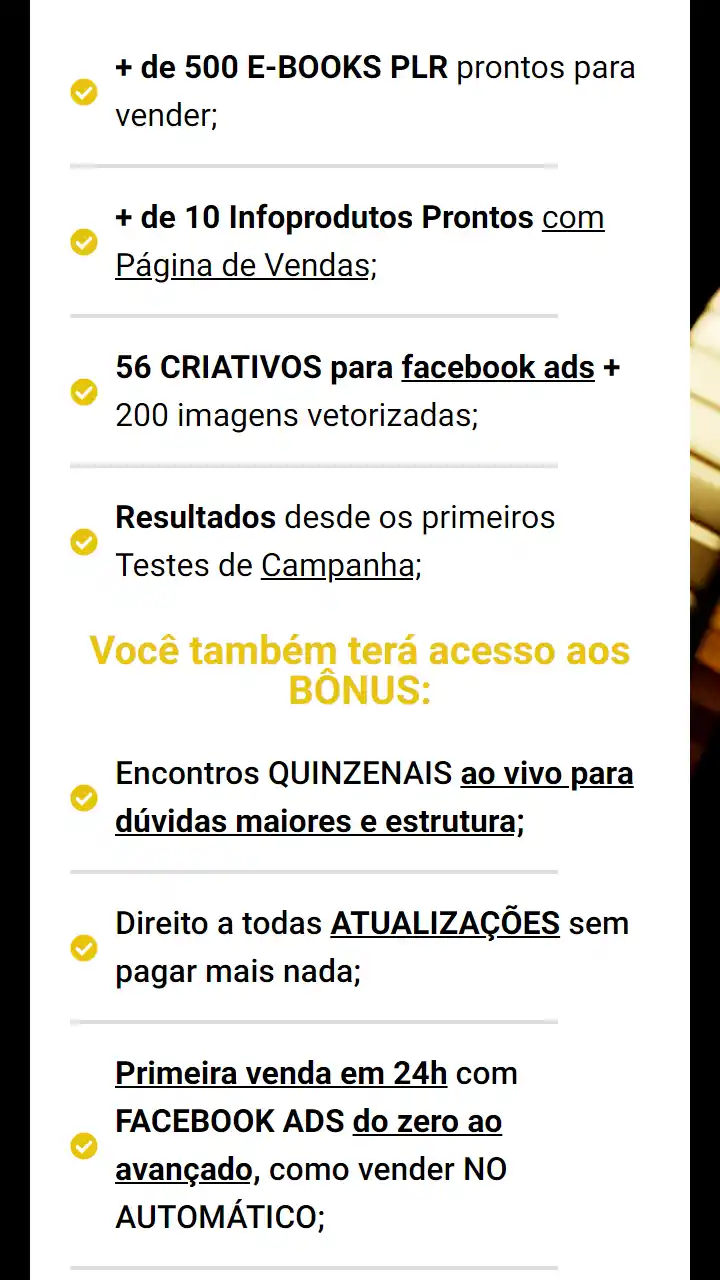 + de 500 E-BOOKS PLR prontos para
vender;
+ de 10 Infoprodutos Prontos com
Página de Vendas;
56 CRIATIVOS para facebook ads +
200 imagens vetorizadas;
Resultados desde os primeiros
Testes de Campanha;
Você também terá acesso aos
BÔNUS:
Encontros QUINZENAIS ao vivo para
dúvidas maiores e estrutura;
Direito a todas ATUALIZAÇÕES sem
pagar mais nada;
Primeira venda em 24h com
FACEBOOK ADS do zero ao
avançado, como vender NO
AUTOMÁTICO;